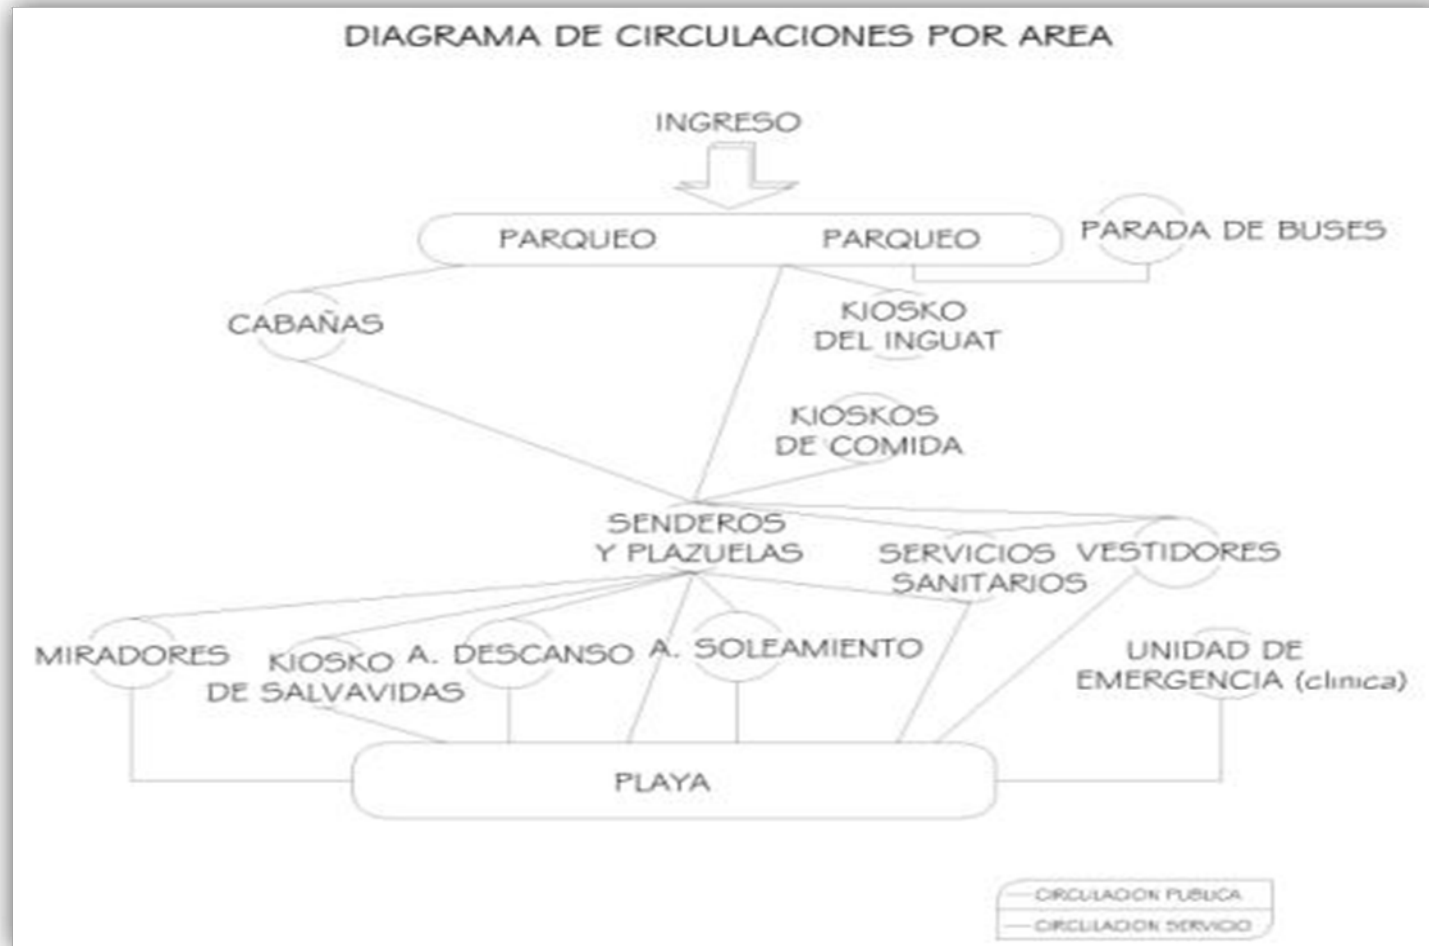 DIAGRAMA DE CIRCULACIONES POR AREA
INGRESO
PARQUEO PARQUEO
PARADA DE BUSES
CABAÑAS
KIOSKO
DEL INGUAT
KIOSKOS
DE COMIDA
SENDEROS
Y PLAZUELAS
SERVICIOS
SANITARIOS
VESTIDORES
MIRADORES
KIOSKO
DE SALVAVIDAS
A. DESCANSO
A. SOLEAMIENTO
UNIDAD DE
EMERGENCIA (clinica)
PLAYA
CIRCULACION PUBLICA
CIRCULACION SERVICIO